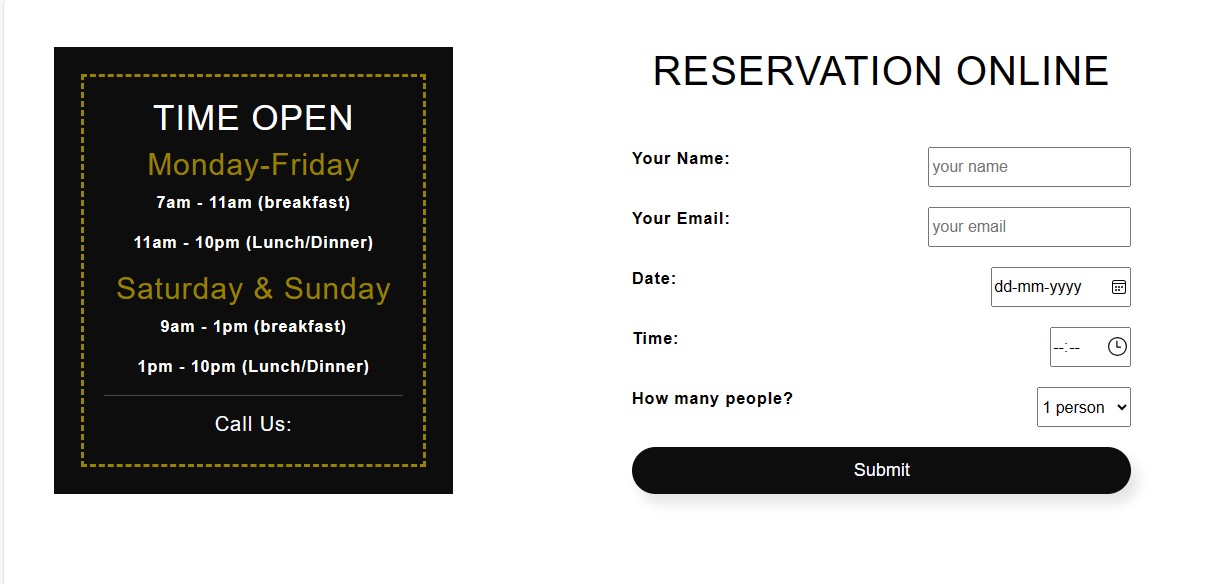 TIME OPEN
Monday-Friday
7am - 11am (breakfast)
11am - 10pm (Lunch/Dinner)
Saturday & Sunday
9am - 1pm (breakfast)
1pm - 10pm (Lunch/Dinner)
Call Us:
RESERVATION ONLINE
Your Name: your name
Your Email: your email
Date: dd-mm-yyyy
Time: --:--
How many people? 1 person
Submit